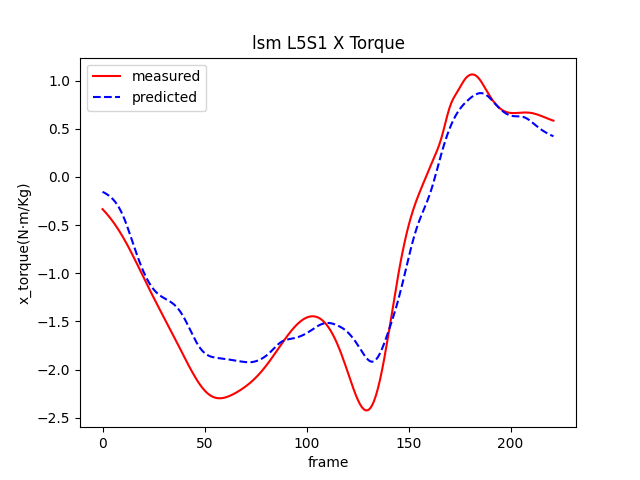 lsm L5S1 X Torque
measured
predicted
x_torque(N·m/Kg)
1.0
0.5
0.0
−0.5
−1.0
−1.5
−2.0
−2.5
0 50 100 150 200
frame